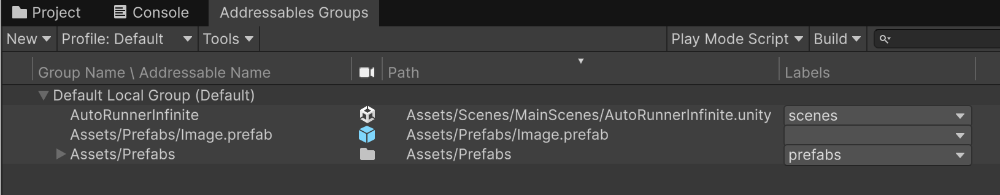 Project Console Addressables Groups
New Profile: Default Tools Play Mode Script Build
Group Name \ Addressable Name Path Labels
Default Local Group (Default)
AutoRunnerInfinite Assets/Scenes/MainScenes/AutoRunnerInfinite.unity scenes
Assets/Prefabs/Image.prefab Assets/Prefabs/Image.prefab
Assets/Prefabs Assets/Prefabs prefabs